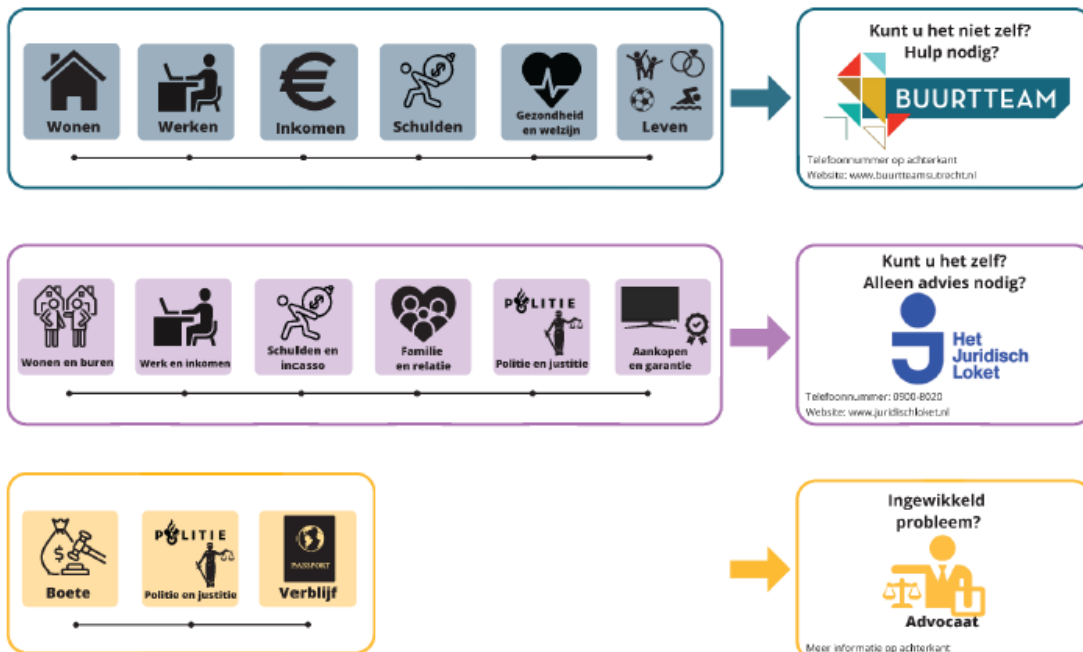 Wonen
Werken
Inkomen
Schulden
Gezondheid
en welzijn
Leven
Kunt u het niet zelf?
Hulp nodig?
BUURTTEAM
Telefoonnummer op achterkant
Website: www.buurtteamsutrecht.nl
Wonen en buren
Werk en inkomen
Schulden en
incasso
Familie
en relatie
POLITIE
Politie en justitie
Aankopen
en garantie
Kunt u het zelf?
Alleen advies nodig?
Het
Juridisch
Loket
Telefoonnummer: 0900-8020
Website: www.juridischloket.nl
$
Boete
POLITIE
Politie en justitie
PASSPORT
Verblijf
Ingewikkeld
probleem?
Advocaat
Meer informatie op achterkant